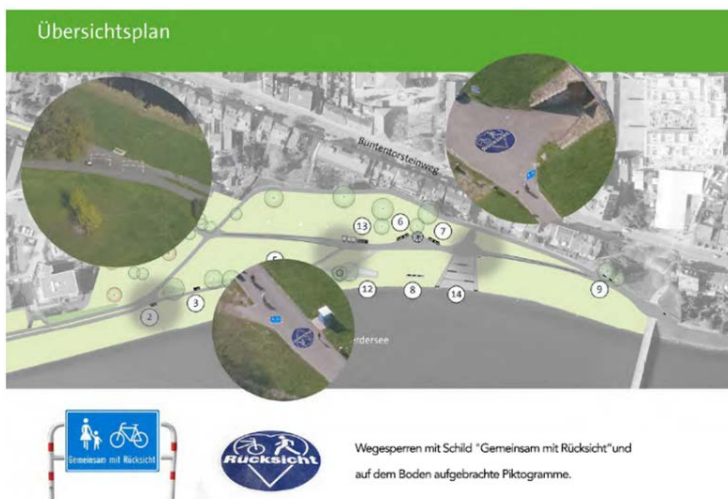 Übersichtsplan
Buntentorsteinweg
13
6
7
5
2
3
12
8
14
9
rdersee
Gemeinsam mit Rücksicht
Rücksicht
Wegesperren mit Schild "Gemeinsam mit Rücksicht"und
auf dem Boden aufgebrachte Piktogramme.